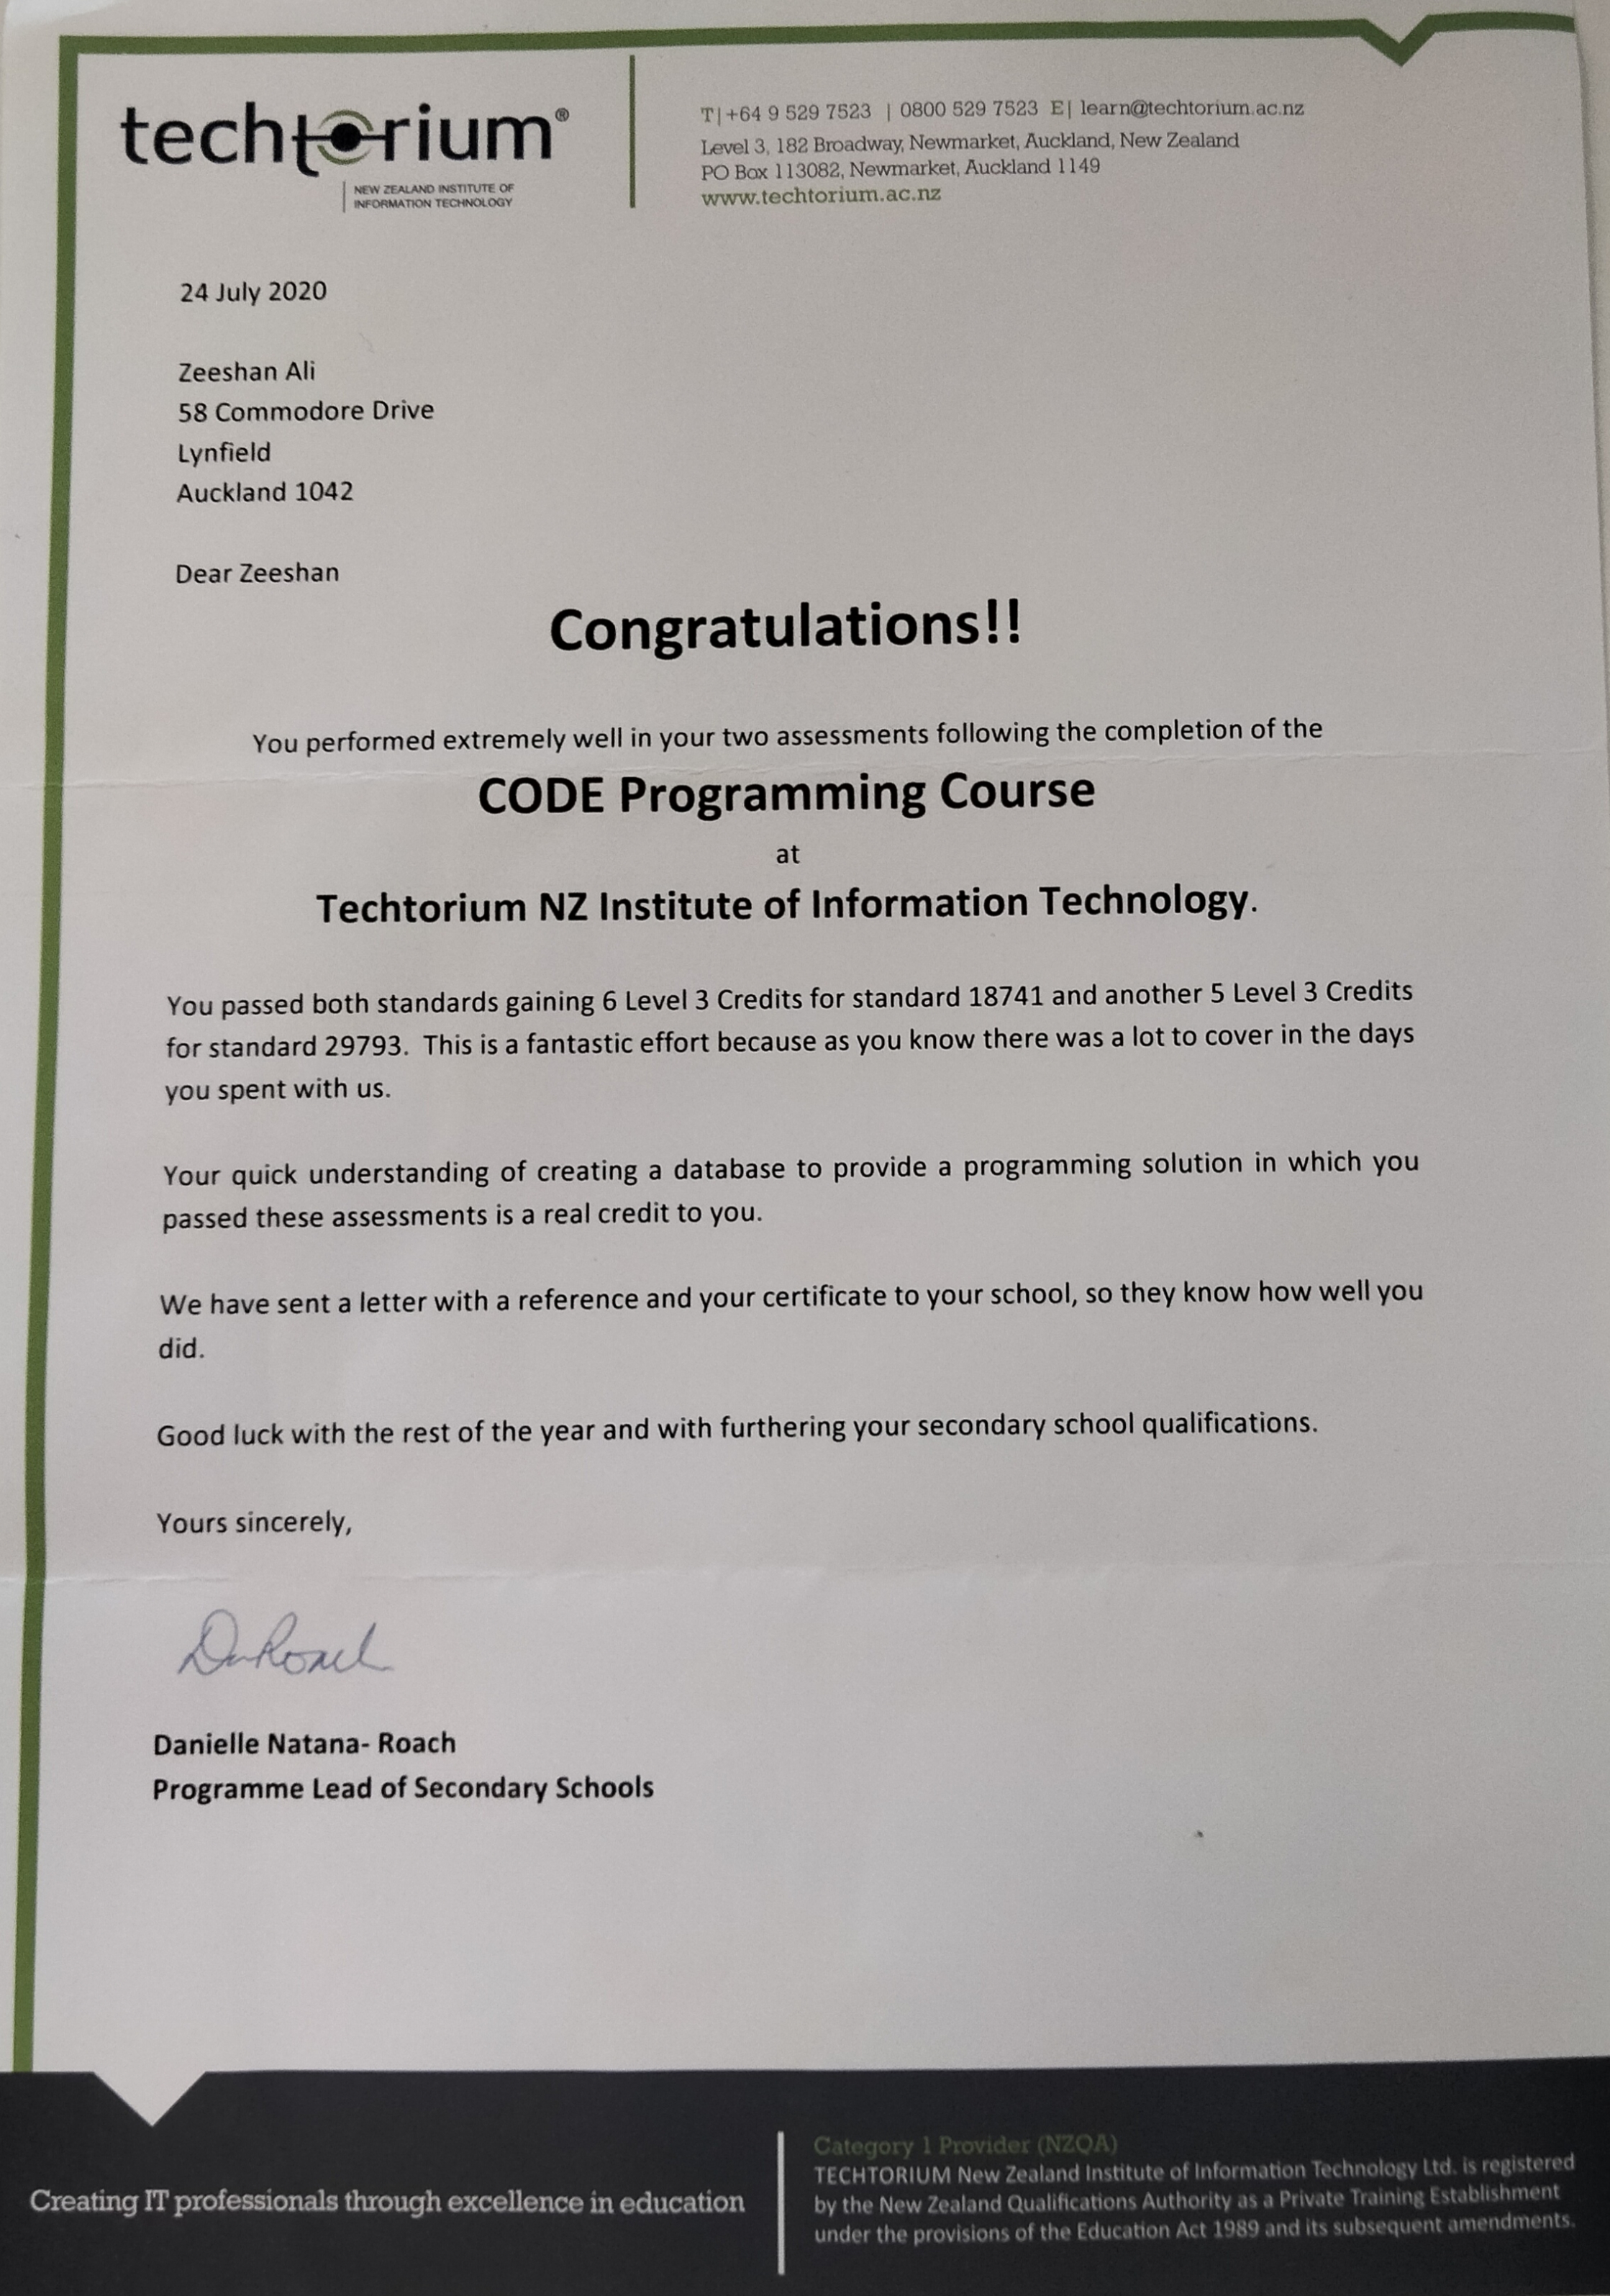 techtorium®
NEW ZEALAND INSTITUTE OF
INFORMATION TECHNOLOGY
T|+64 9 529 7523 | 0800 529 7523 E| learn@techtorium.ac.nz
Level 3, 182 Broadway, Newmarket, Auckland, New Zealand
PO Box 113082, Newmarket, Auckland 1149
www.techtorium.ac.nz
24 July 2020
Zeeshan Ali
58 Commodore Drive
Lynfield
Auckland 1042
Dear Zeeshan
Congratulations!!
You performed extremely well in your two assessments following the completion of the
CODE Programming Course
at
Techtorium NZ Institute of Information Technology.
You passed both standards gaining 6 Level 3 Credits for standard 18741 and another 5 Level 3 Credits
for standard 29793. This is a fantastic effort because as you know there was a lot to cover in the days
you spent with us.
Your quick understanding of creating a database to provide a programming solution in which you
passed these assessments is a real credit to you.
We have sent a letter with a reference and your certificate to your school, so they know how well you
did.
Good luck with the rest of the year and with furthering your secondary school qualifications.
Yours sincerely,
Danielle Natana- Roach
Programme Lead of Secondary Schools
Creating IT professionals through excellence in education
Category 1 Provider (NZQA)
TECHTORIUM New Zealand Institute of Information Technology Ltd. is registered
by the New Zealand Qualifications Authority as a Private Training Establishment
under the provisions of the Education Act 1989 and its subsequent amendments.